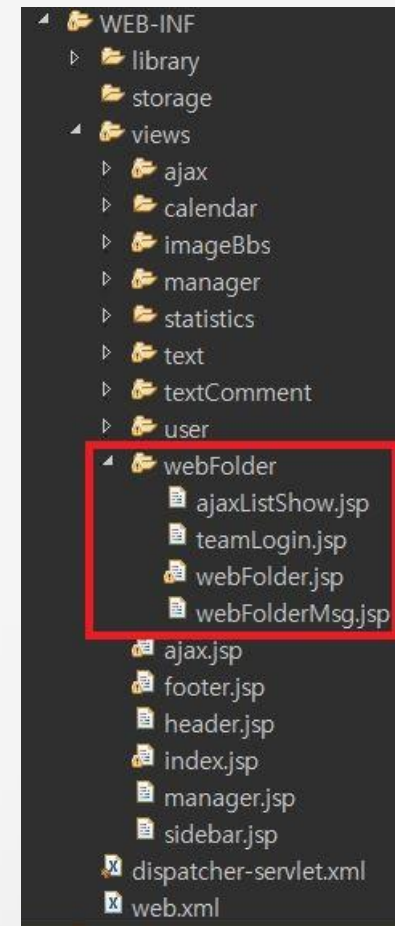 WEB-INF
library
storage
views
ajax
calendar
imageBbs
manager
statistics
text
textComment
user
webFolder
ajaxListShow.jsp
teamLogin.jsp
webFolder.jsp
webFolderMsg.jsp
ajax.jsp
footer.jsp
header.jsp
index.jsp
manager.jsp
sidebar.jsp
dispatcher-servlet.xml
web.xml